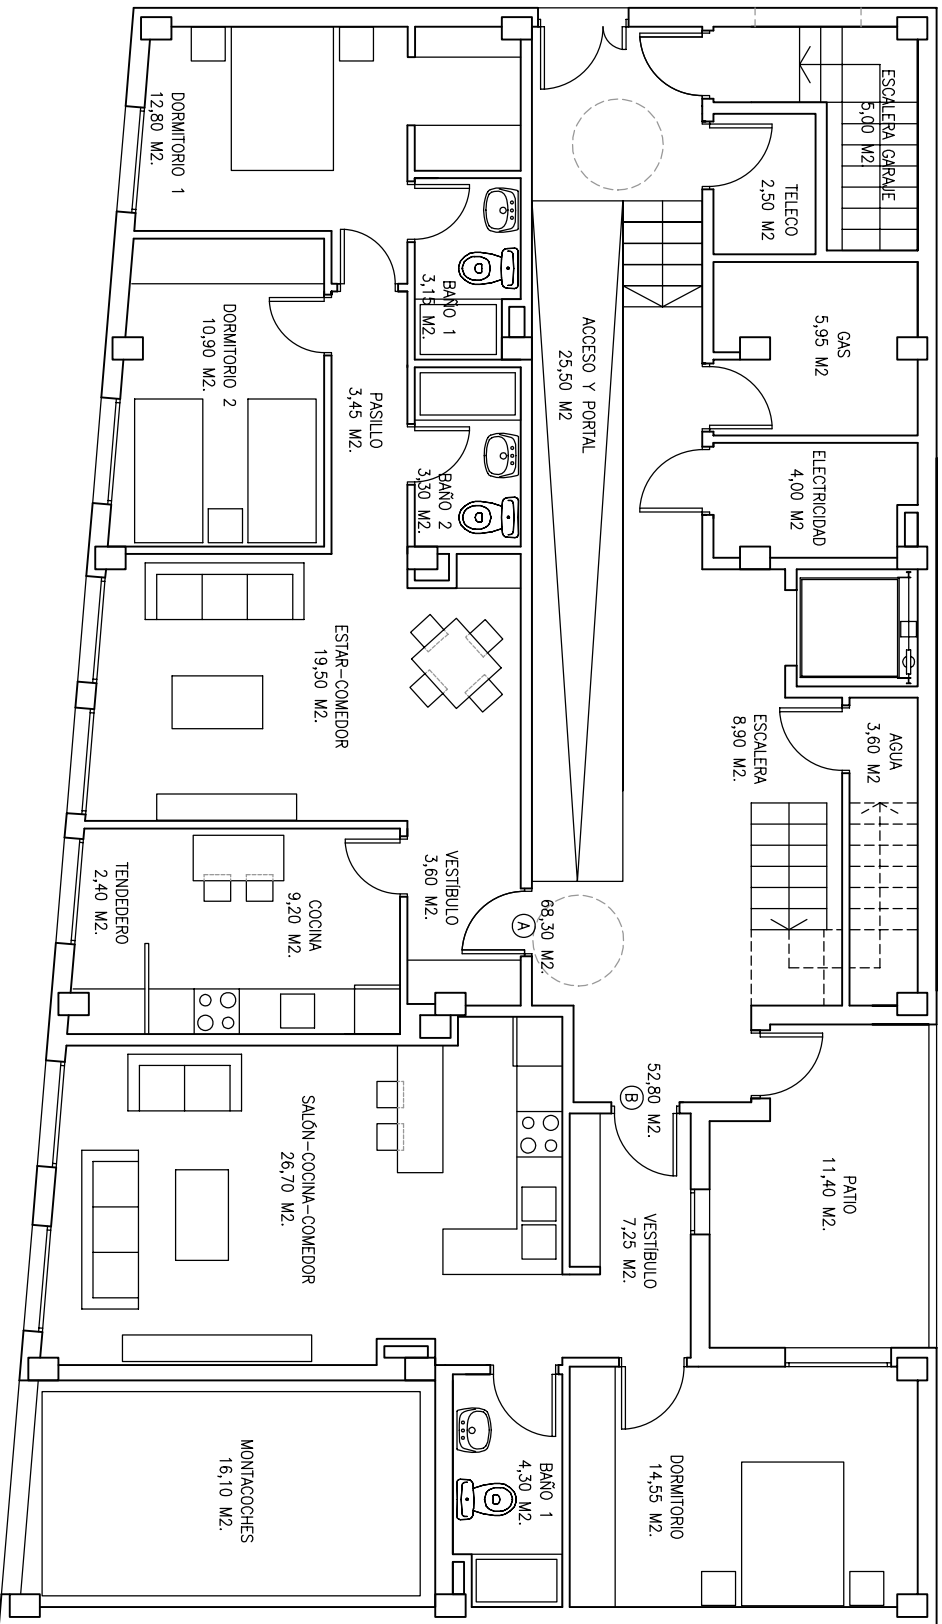 ESCALERA GARAJE
5,00 M2.
TELECO
2,50 M2
GAS
5,95 M2
ELECTRICIDAD
4,00 M2
AGUA
3,60 M2
ESCALERA
8,90 M2.
PATIO
11,40 M2.
ACCESO Y PORTAL
25,50 M2
DORMITORIO 1
12,80 M2.
BAÑO 1
3,15 M2.
DORMITORIO 2
10,90 M2.
PASILLO
3,45 M2.
BAÑO 2
3,30 M2.
ESTAR-COMEDOR
19,50 M2.
VESTÍBULO
3,60 M2.
68,30 M2.
A
COCINA
9,20 M2.
TENDEDERO
2,40 M2.
52,80 M2.
B
VESTÍBULO
7,25 M2.
SALÓN-COCINA-COMEDOR
26,70 M2.
DORMITORIO
14,55 M2.
BAÑO 1
4,30 M2.
MONTACOCHES
16,10 M2.